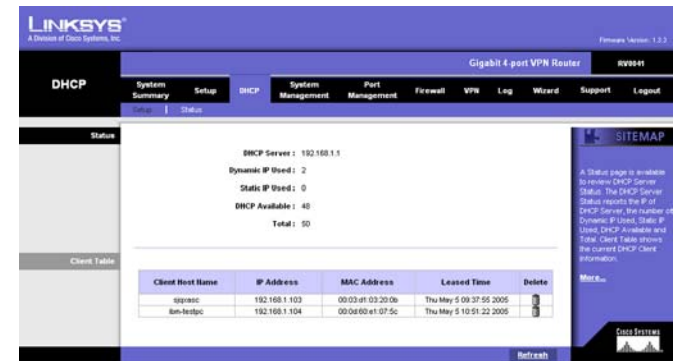 LINKSYS®
A Division of Cisco Systems, Inc.
Firmware Version: 1.3.3
Gigabit 4-port VPN Router
RV0041
DHCP
System Summary
Setup
DHCP
System Management
Port Management
Firewall
VPN
Log
Wizard
Support
Logout
Setup | Status
Status
DHCP Server : 192.168.1.1
Dynamic IP Used : 2
Static IP Used : 0
DHCP Available : 48
Total : 50
SITEMAP
A Status page is available
to review DHCP Server
Status. The DHCP Server
Status reports the IP of
DHCP Server, the number of
Dynamic IP Used, Static IP
Used, DHCP Available and
Total. Client Table shows
the current DHCP Client
information.
More...
Client Table
Client Host Name IP Address MAC Address Leased Time Delete
192.168.1.103 00:03:d1:03:20:0b Thu May 5 09:37:55 2005
ibm-testpc 192.168.1.104 00:0d:60:e1:07:5c Thu May 5 10:51:22 2005
Refresh
CISCO SYSTEMS